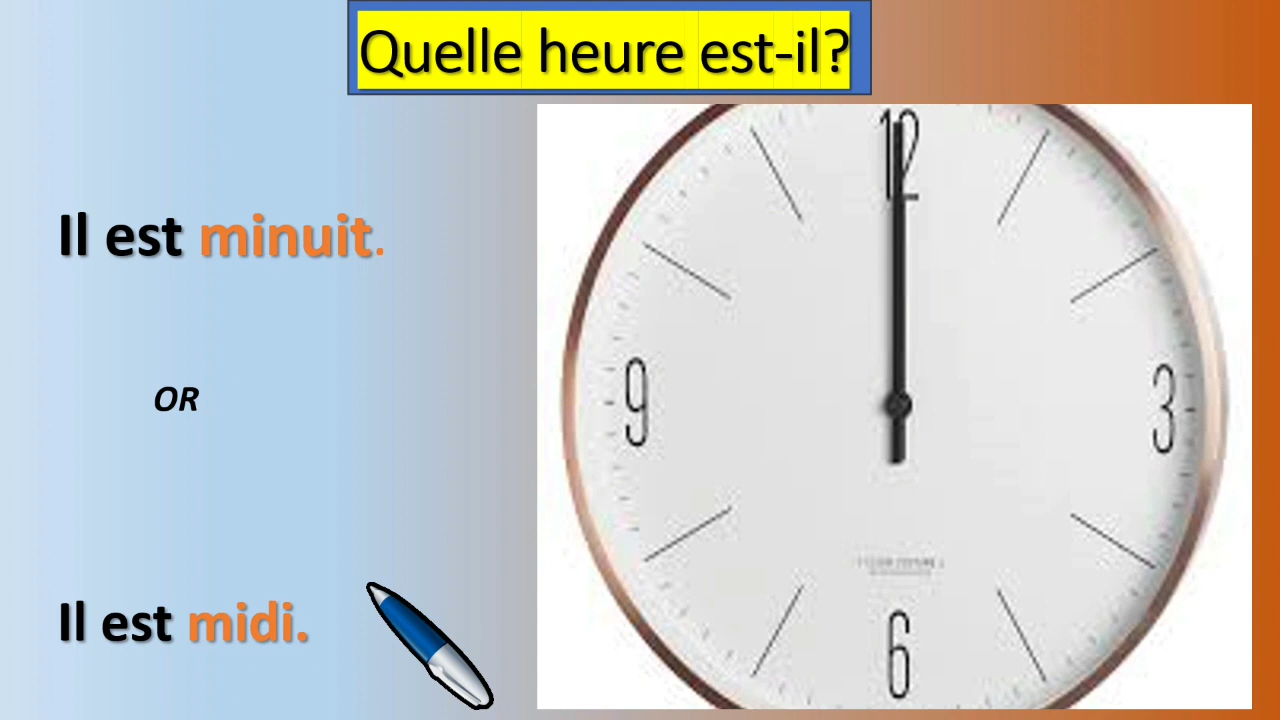 Quelle heure est-il?
Il est minuit.
OR
Il est midi.
12
9
3
6